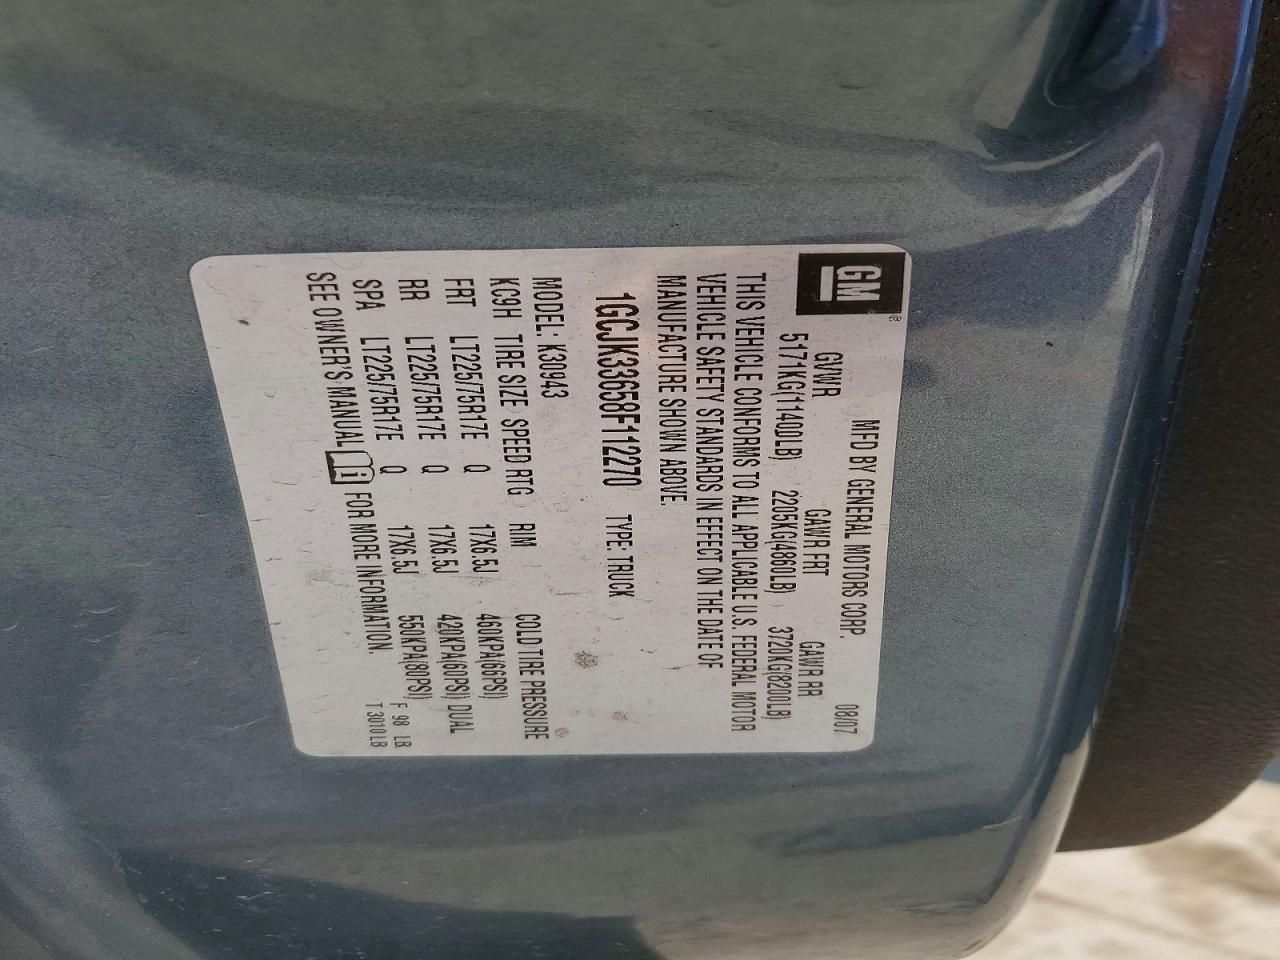 GM ®
MFD BY GENERAL MOTORS CORP. 08/07
GVWR GAWR FRT GAWR RR
5171KG(11400LB) 2205KG(4860LB) 3720KG(8200LB)
THIS VEHICLE CONFORMS TO ALL APPLICABLE U.S. FEDERAL MOTOR
VEHICLE SAFETY STANDARDS IN EFFECT ON THE DATE OF
MANUFACTURE SHOWN ABOVE.
1GCJK33658F112270 TYPE: TRUCK
MODEL: K30943
KC9H TIRE SIZE SPEED RTG RIM COLD TIRE PRESSURE
FRT LT225/75R17E Q 17X6.5J 460KPA(66PSI)
RR LT225/75R17E Q 17X6.5J 420KPA(60PSI) DUAL
SPA LT225/75R17E Q 17X6.5J 550KPA(80PSI)
SEE OWNER'S MANUAL FOR MORE INFORMATION.
F 98 LB
T 3010LB